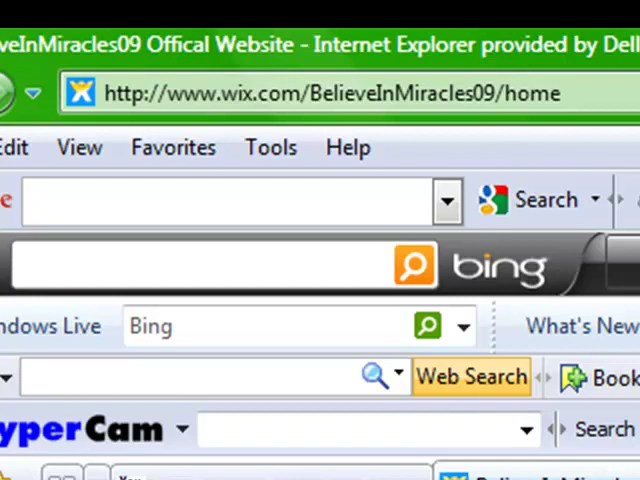 eveInMiracles09 Offical Website - Internet Explorer provided by Dell
http://www.wix.com/BelieveInMiracles09/home
Edit View Favorites Tools Help
e Search
bing
ndows Live Bing What's New
Web Search Book
yperCam Search